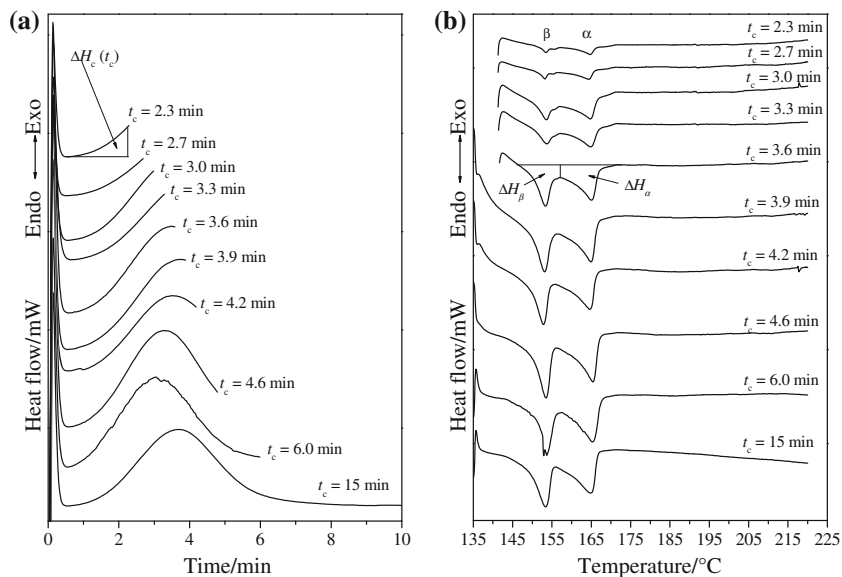 (a)
ΔHc (tc)
tc = 2.3 min
tc = 2.7 min
tc = 3.0 min
tc = 3.3 min
tc = 3.6 min
tc = 3.9 min
tc = 4.2 min
tc = 4.6 min
tc = 6.0 min
tc = 15 min
Heat flow/mW Endo ↔ Exo
0 2 4 6 8 10
Time/min
(b)
β α
tc = 2.3 min
tc = 2.7 min
tc = 3.0 min
tc = 3.3 min
tc = 3.6 min
ΔHβ ΔHα
tc = 3.9 min
tc = 4.2 min
tc = 4.6 min
tc = 6.0 min
tc = 15 min
Heat flow/mW Endo ↔ Exo
135 145 155 165 175 185 195 205 215 225
Temperature/°C